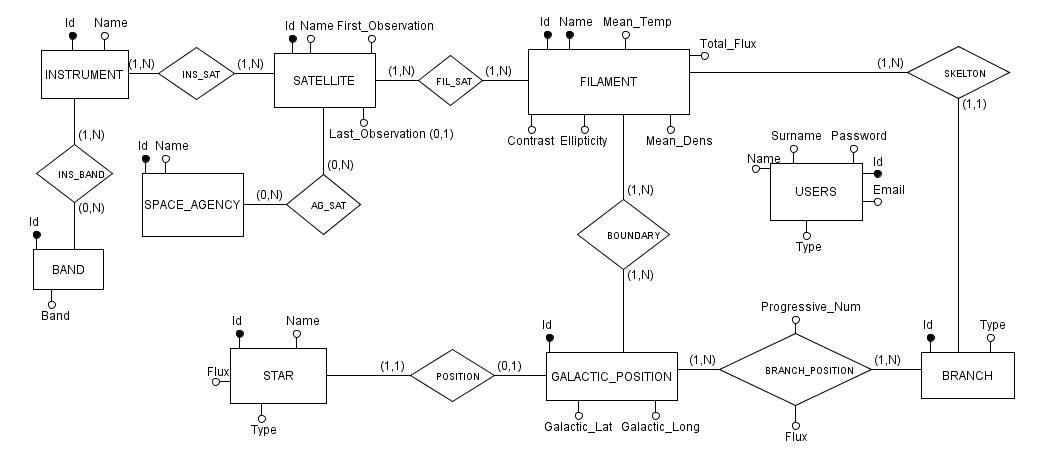 Id Name
INSTRUMENT
(1,N)
INS_SAT
(1,N)
Id Name First_Observation
SATELLITE
Last_Observation (0,1)
(1,N)
FIL_SAT
(1,N)
Id Name Mean_Temp
Total_Flux
FILAMENT
Contrast Ellipticity Mean_Dens
(1,N)
SKELTON
(1,1)
(1,N)
INS_BAND
(0,N)
Id
BAND
Band
Id Name
SPACE_AGENCY
(0,N)
AG_SAT
(0,N)
(1,N)
BOUNDARY
(1,N)
Surname Password
Name
Id
USERS
Email
Type
Id Name
Flux
STAR
Type
(1,1)
POSITION
(0,1)
Id
GALACTIC_POSITION
Galactic_Lat Galactic_Long
(1,N)
Progressive_Num
BRANCH_POSITION
Flux
(1,N)
Id Type
BRANCH